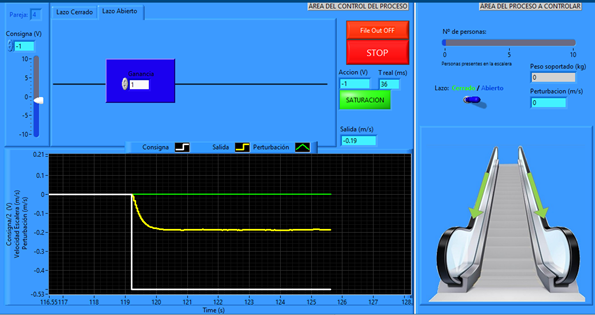 AREA DEL CONTROL DEL PROCESO
AREA DEL PROCESO A CONTROLAR
Pareja: 4
Lazo Cerrado
Lazo Abierto
Consigna (V)
-1
10
5
0
-5
-10
1
File Out OFF
STOP
Accion (V)
T real (ms)
-1
36
SATURACION
Salida (m/s)
-0.19
Nº de personas:
0
5
10
Personas presentes en la escalera
Peso soportado (kg)
0
Lazo: Cerrado / Abierto
Perturbacion (m/s)
0
Consigna
Salida
Perturbación
Consigna/2 (V)
Velocidad Escalera (m/s)
Perturbación (m/s)
0.21
0.1
0
-0.1
-0.2
-0.3
-0.4
-0.53
116.55
117
118
119
120
121
122
123
124
125
126
127
128.
Time (s)